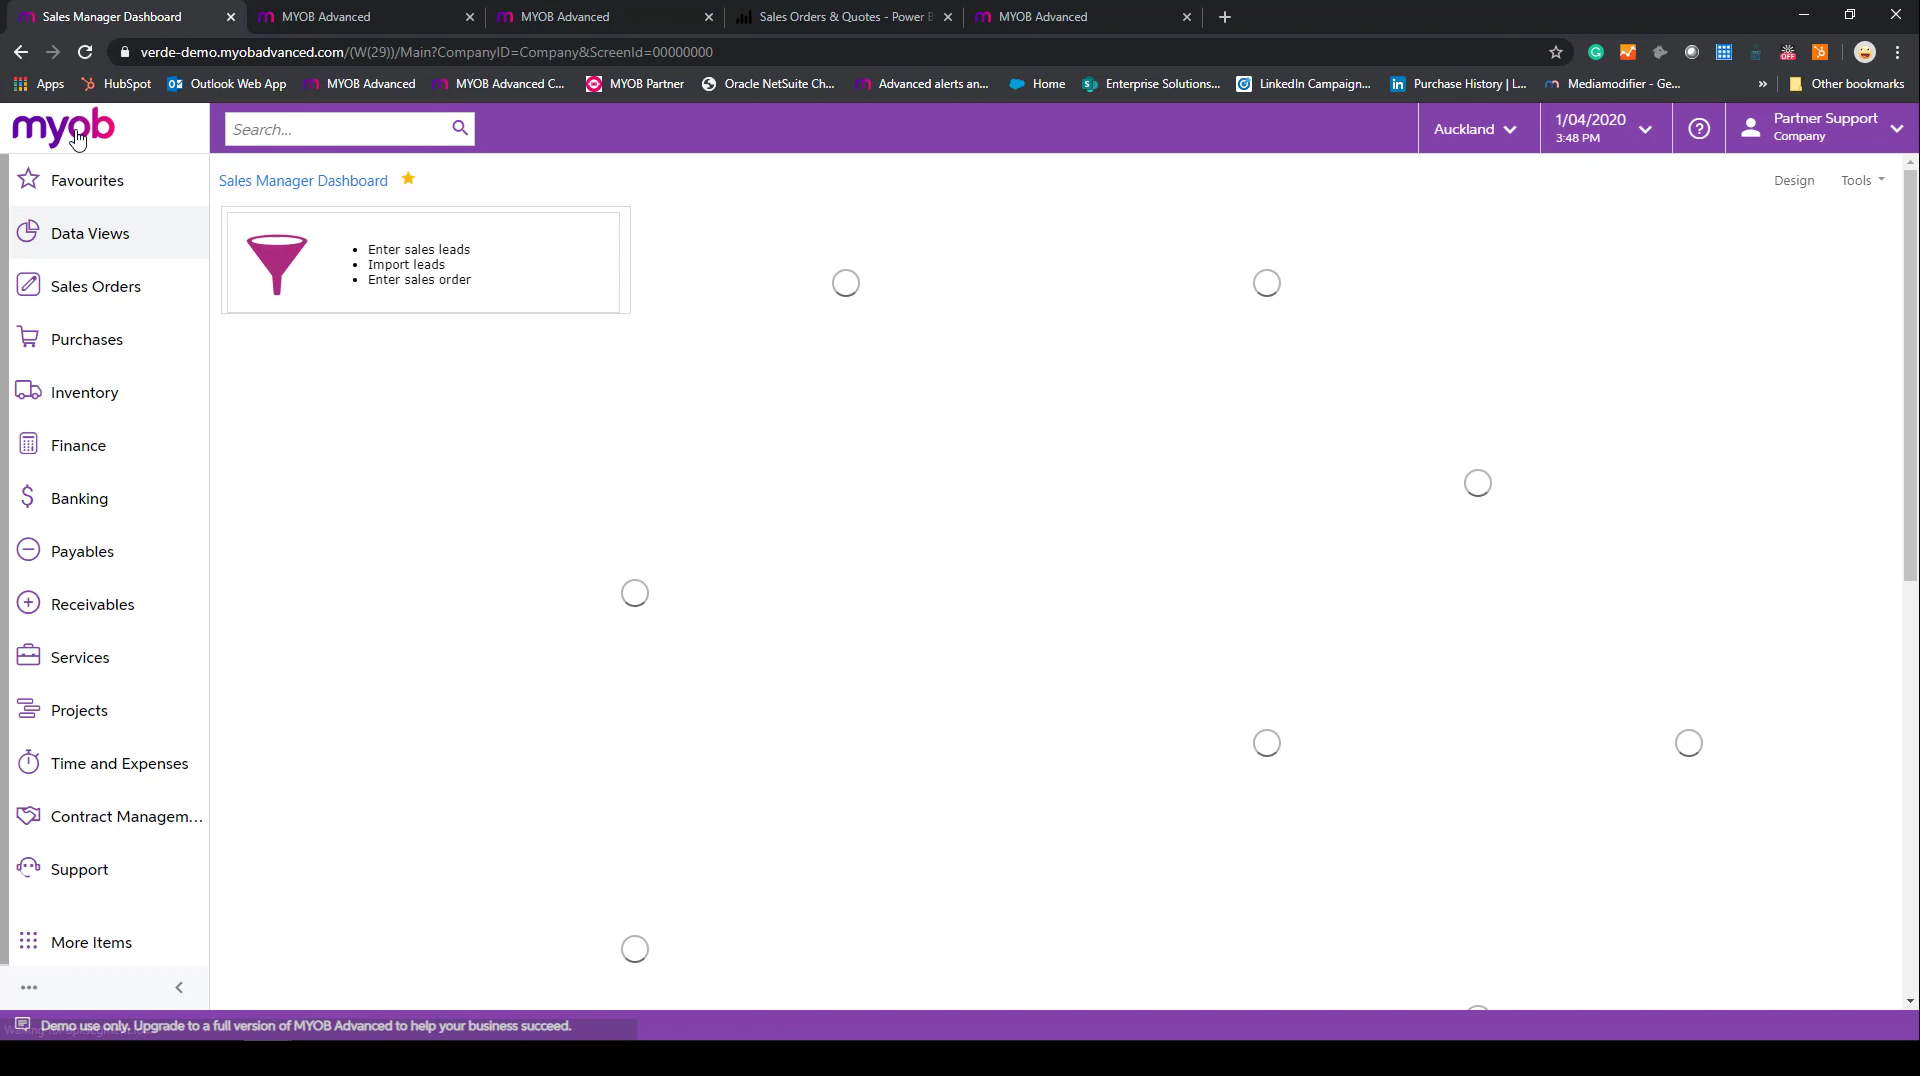 Sales Manager Dashboard
MYOB Advanced
MYOB Advanced
Sales Orders & Quotes - Power B
MYOB Advanced
verde-demo.myobadvanced.com/(W(29))/Main?CompanyID=Company&ScreenId=00000000
Apps
HubSpot
Outlook Web App
MYOB Advanced
MYOB Advanced C...
MYOB Partner
Oracle NetSuite Ch...
Advanced alerts an...
Home
Enterprise Solutions...
LinkedIn Campaign...
Purchase History | L...
Mediamodifier - Ge...
»
Other bookmarks
myob
Search...
Auckland
1/04/2020
3:48 PM
Partner Support
Company
Favourites
Data Views
Sales Orders
Purchases
Inventory
Finance
Banking
Payables
Receivables
Services
Projects
Time and Expenses
Contract Managem...
Support
More Items
Sales Manager Dashboard
Design
Tools
• Enter sales leads
• Import leads
• Enter sales order
Demo use only. Upgrade to a full version of MYOB Advanced to help your business succeed.